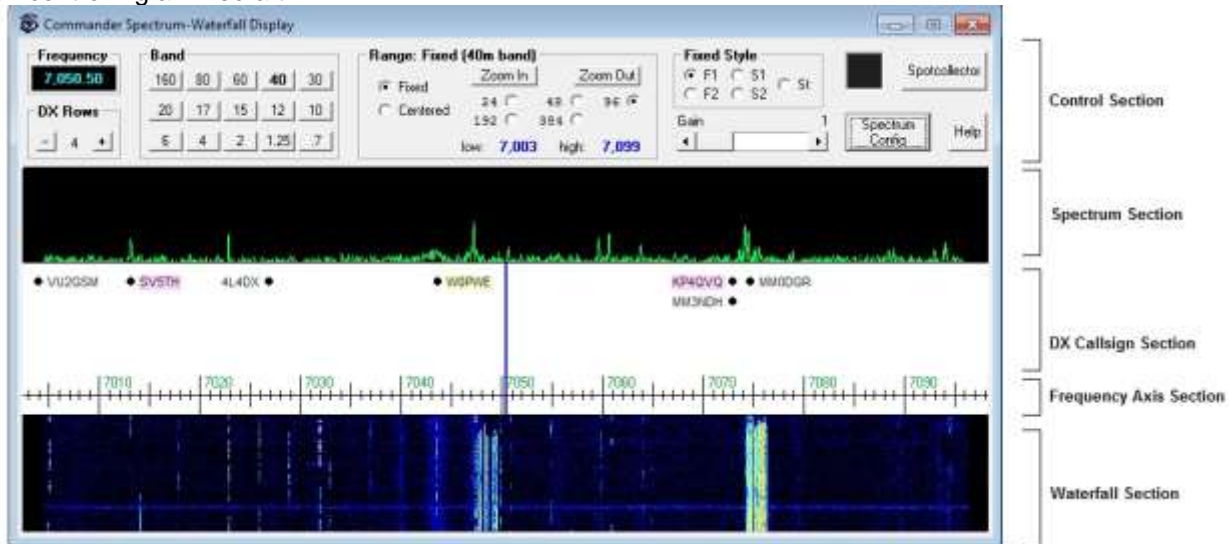 Commander Spectrum-Waterfall Display
Frequency
7,050.50
DX Rows
- 4 +
Band
160 80 60 40 30
20 17 15 12 10
6 4 2 1.25 .7
Range: Fixed (40m band)
Fixed
Centered
Zoom In Zoom Out
24 48 96
192 384
low: 7,003 high: 7,099
Fixed Style
F1 S1 St
F2 S2
Gain 1
Spotcollector
Spectrum
Config
Help
Control Section
Spectrum Section
VU2GSM SV5TH 4L4DX W0PWE KP4QVQ MM0DGR
MM3NDH
DX Callsign Section
7010 7020 7030 7040 7050 7060 7070 7080 7090
Frequency Axis Section
Waterfall Section